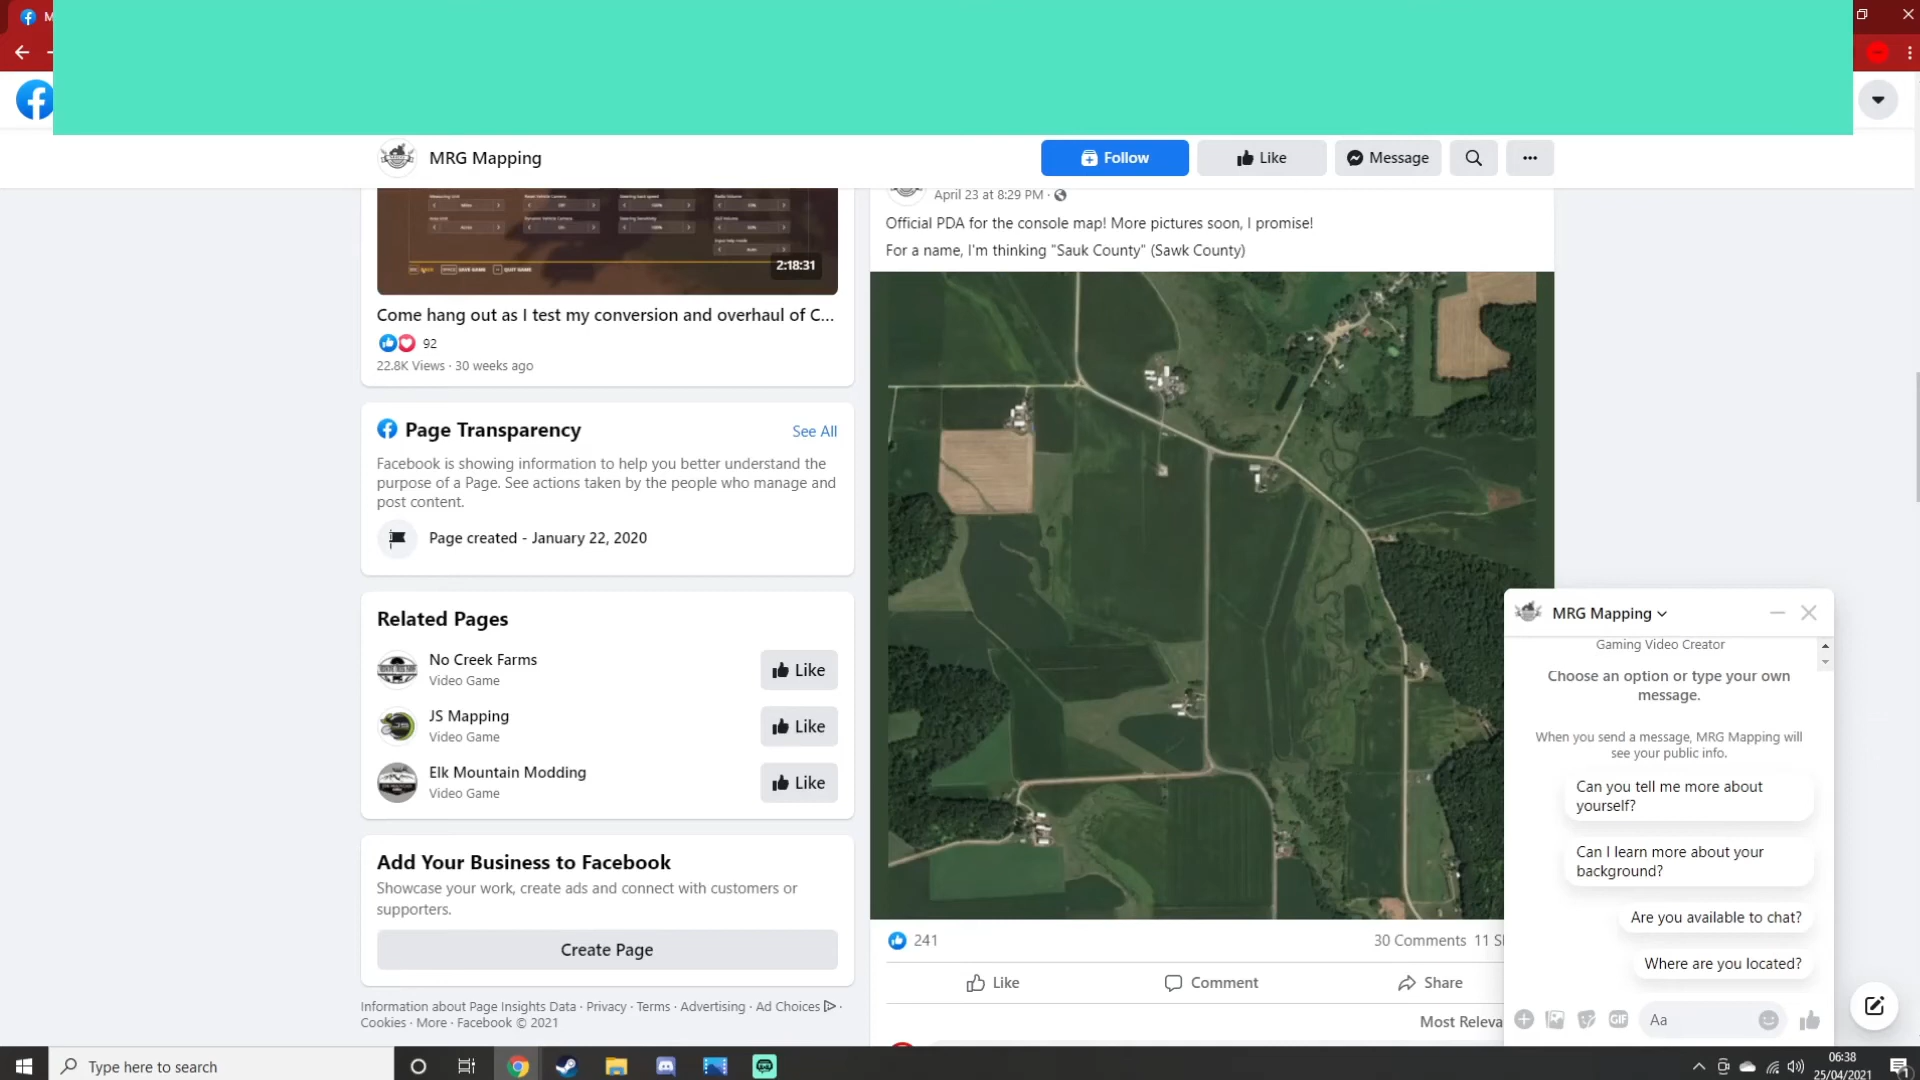 M
MRG Mapping
Follow
Like
Message
2:18:31
SAVE GAME
QUIT GAME
Come hang out as I test my conversion and overhaul of C...
92
22.8K Views · 30 weeks ago
Page Transparency
See All
Facebook is showing information to help you better understand the
purpose of a Page. See actions taken by the people who manage and
post content.
Page created - January 22, 2020
Related Pages
No Creek Farms
Video Game
Like
JS Mapping
Video Game
Like
Elk Mountain Modding
Video Game
Like
Add Your Business to Facebook
Showcase your work, create ads and connect with customers or
supporters.
Create Page
Information about Page Insights Data · Privacy · Terms · Advertising · Ad Choices ·
Cookies · More · Facebook © 2021
April 23 at 8:29 PM ·
Official PDA for the console map! More pictures soon, I promise!
For a name, I'm thinking "Sauk County" (Sawk County)
241
30 Comments 11 S
Like
Comment
Share
Most Releva
MRG Mapping
Gaming Video Creator
Choose an option or type your own
message.
When you send a message, MRG Mapping will
see your public info.
Can you tell me more about
yourself?
Can I learn more about your
background?
Are you available to chat?
Where are you located?
GIF
Aa
Type here to search
06:38
25/04/2021
1